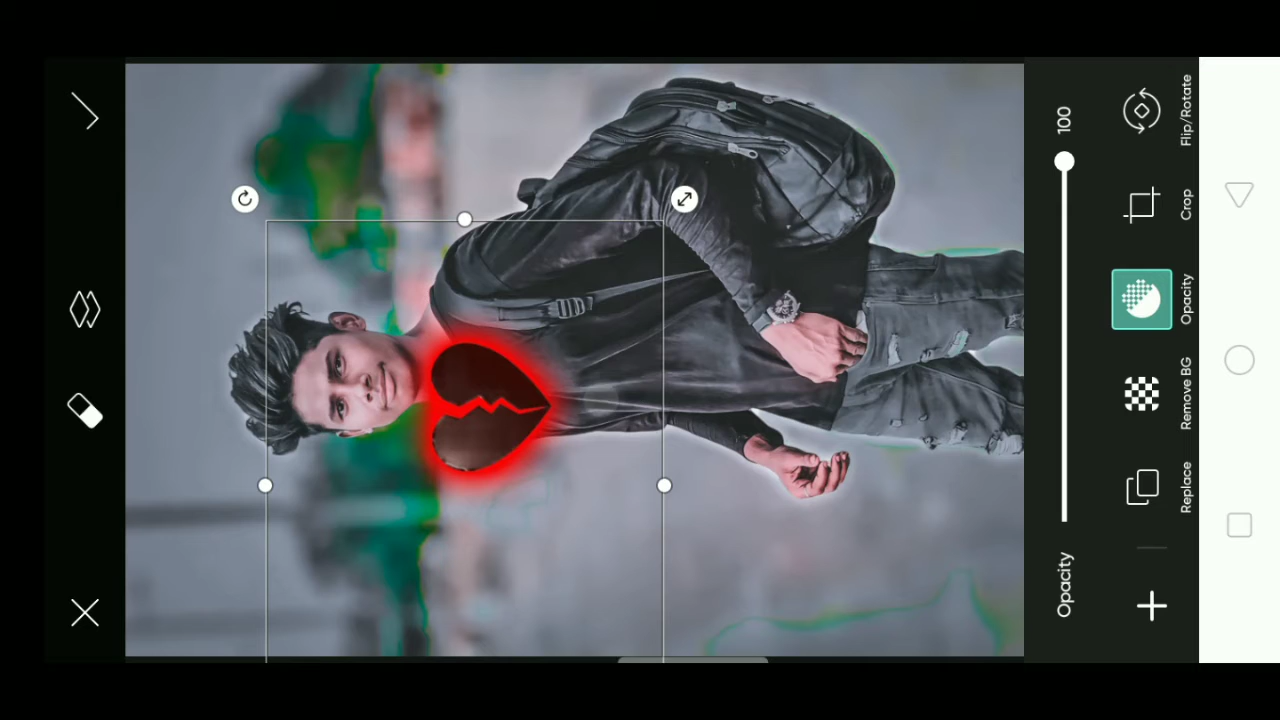 Opacity
100
Replace
Remove BG
Opacity
Crop
Flip/Rotate